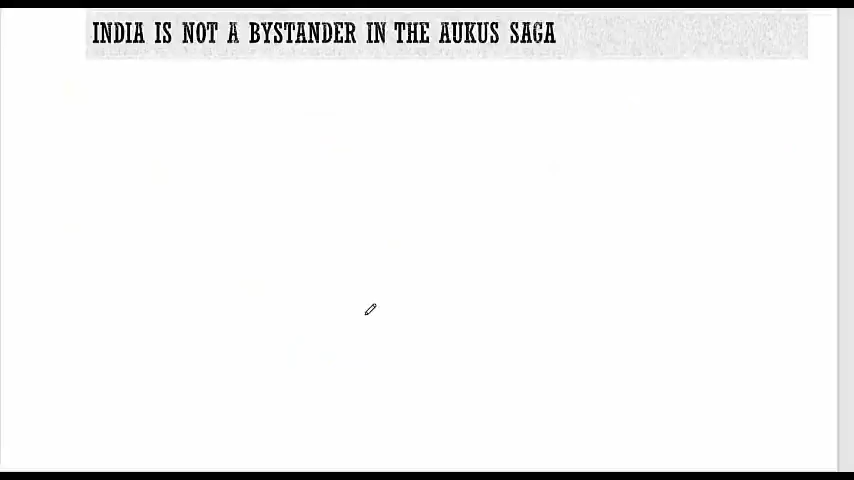 INDIA IS NOT A BYSTANDER IN THE AUKUS SAGA